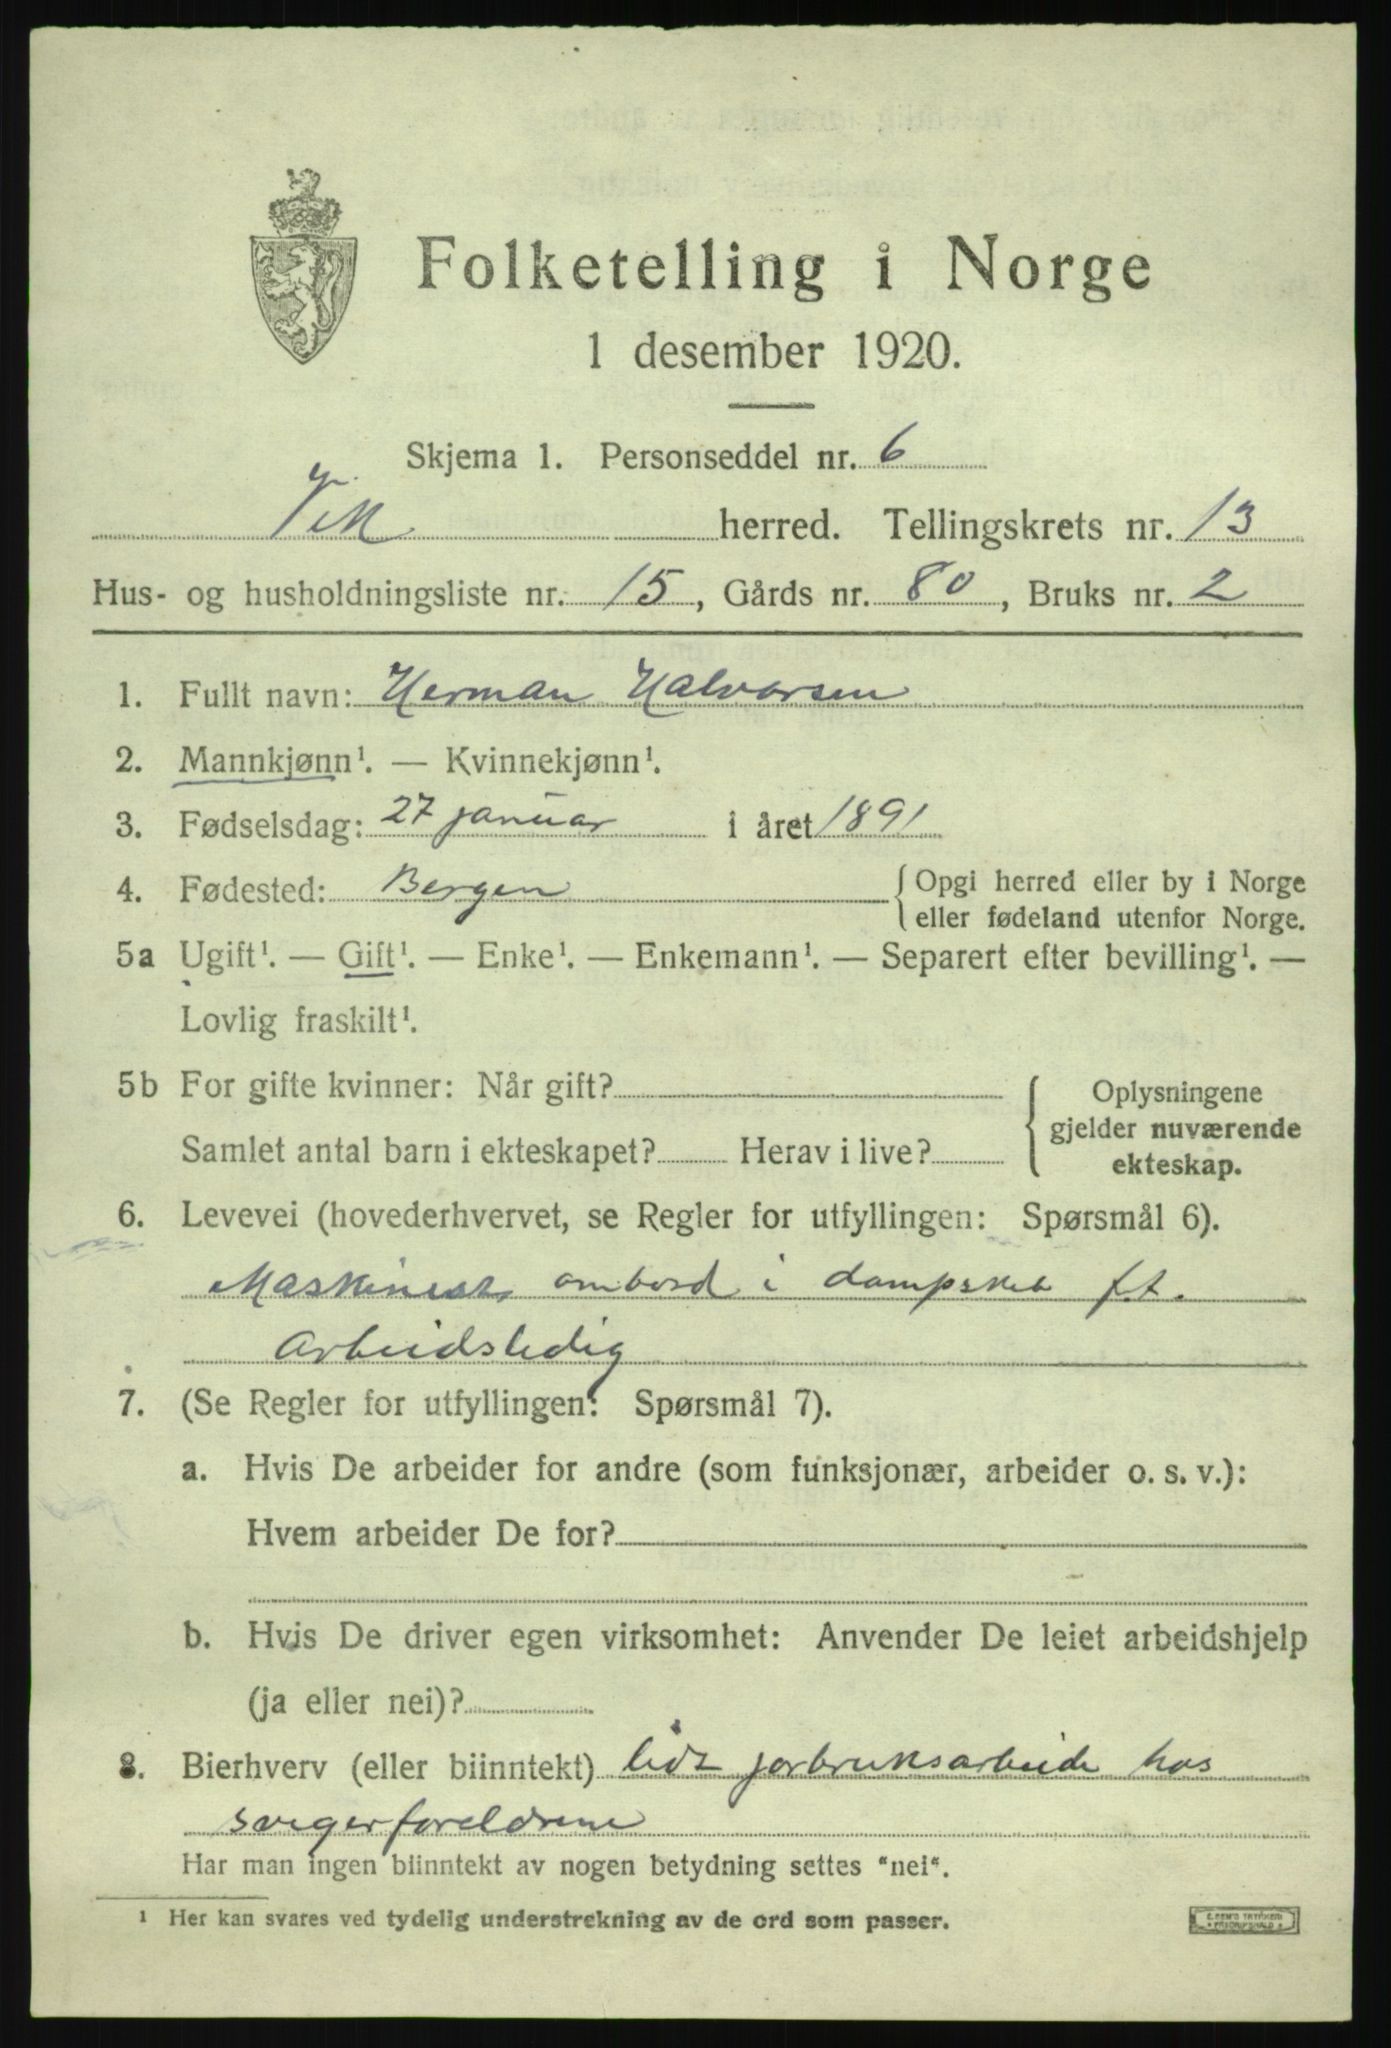 Folketelling i Norge
1 desember 1920.
Skjema 1. Personseddel nr. 6
Vik herred. Tellingskrets nr. 13
Hus- og husholdningsliste nr. 15, Gårds nr. 80, Bruks nr. 2
1. Fullt navn: Herman Halvorsen
2. Mannkjønn¹. — Kvinnekjønn¹.
3. Fødselsdag: 27 januar i året 1891
4. Fødested: Bergen { Opgi herred eller by i Norge
eller fødeland utenfor Norge.
5a Ugift¹. — Gift¹. — Enke¹. — Enkemann¹. — Separert efter bevilling¹. —
Lovlig fraskilt¹.
5b For gifte kvinner: Når gift?
Samlet antal barn i ekteskapet? Herav i live?
{ Oplysningene
gjelder nuværende
ekteskap.
6. Levevei (hovederhvervet, se Regler for utfyllingen: Spørsmål 6).
Maskinist ombord i dampskib f.t.
Arbeidsledig
7. (Se Regler for utfyllingen: Spørsmål 7).
a. Hvis De arbeider for andre (som funksjonær, arbeider o. s. v.):
Hvem arbeider De for?
b. Hvis De driver egen virksomhet: Anvender De leiet arbeidshjelp
(ja eller nei)?
8. Bierhverv (eller biinntekt) lidt jorbruksarbeide hos
svigerforeldrene
Har man ingen biinntekt av nogen betydning settes "nei".
¹ Her kan svares ved tydelig understrekning av de ord som passer.